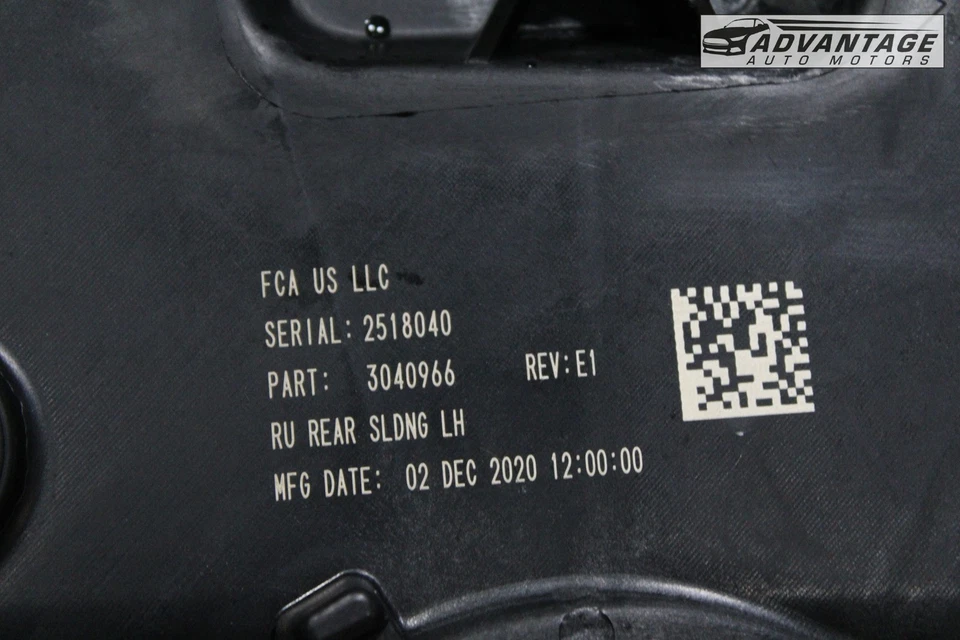 ADVANTAGE
AUTO MOTORS
FCA US LLC
SERIAL: 2518040
PART: 3040966 REV:E1
RU REAR SLDNG LH
MFG DATE: 02 DEC 2020 12:00:00